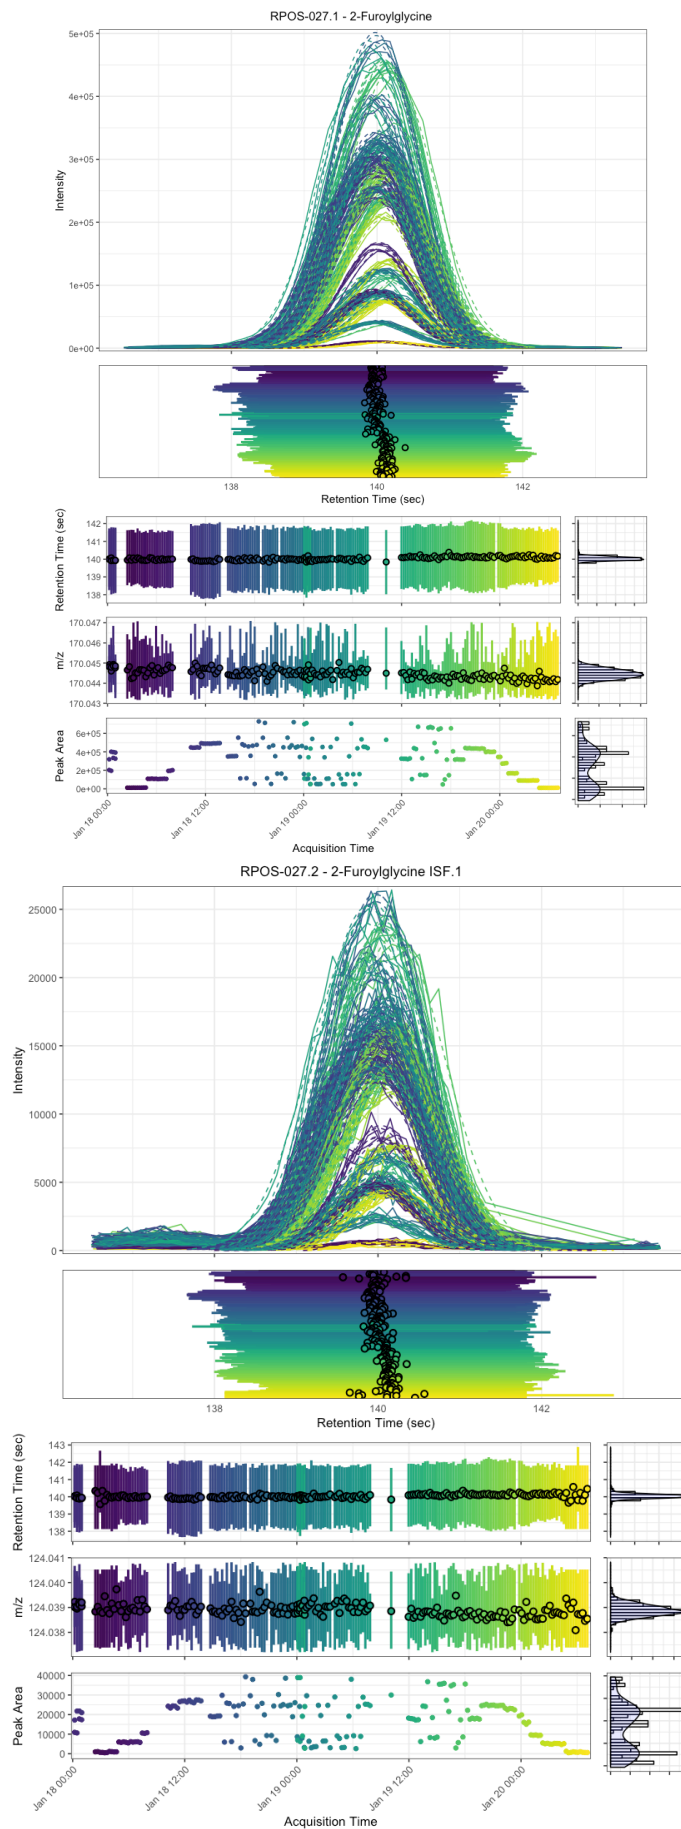 RPOS-027.1 - 2-Furoylglycine
5e+05
4e+05
3e+05
2e+05
1e+05
0e+00
Intensity
138 140 142
Retention Time (sec)
Retention Time (sec)
142
141
140
139
138
m/z
170.047
170.046
170.045
170.044
170.043
Peak Area
6e+05
4e+05
2e+05
0e+00
Jan 18 00:00 Jan 18 12:00 Jan 19 00:00 Jan 19 12:00 Jan 20 00:00
Acquisition Time
RPOS-027.2 - 2-Furoylglycine ISF.1
25000
20000
15000
10000
5000
0
Intensity
138 140 142
Retention Time (sec)
Retention Time (sec)
143
142
141
140
139
138
m/z
124.041
124.040
124.039
124.038
Peak Area
40000
30000
20000
10000
0
Jan 18 00:00 Jan 18 12:00 Jan 19 00:00 Jan 19 12:00 Jan 20 00:00
Acquisition Time